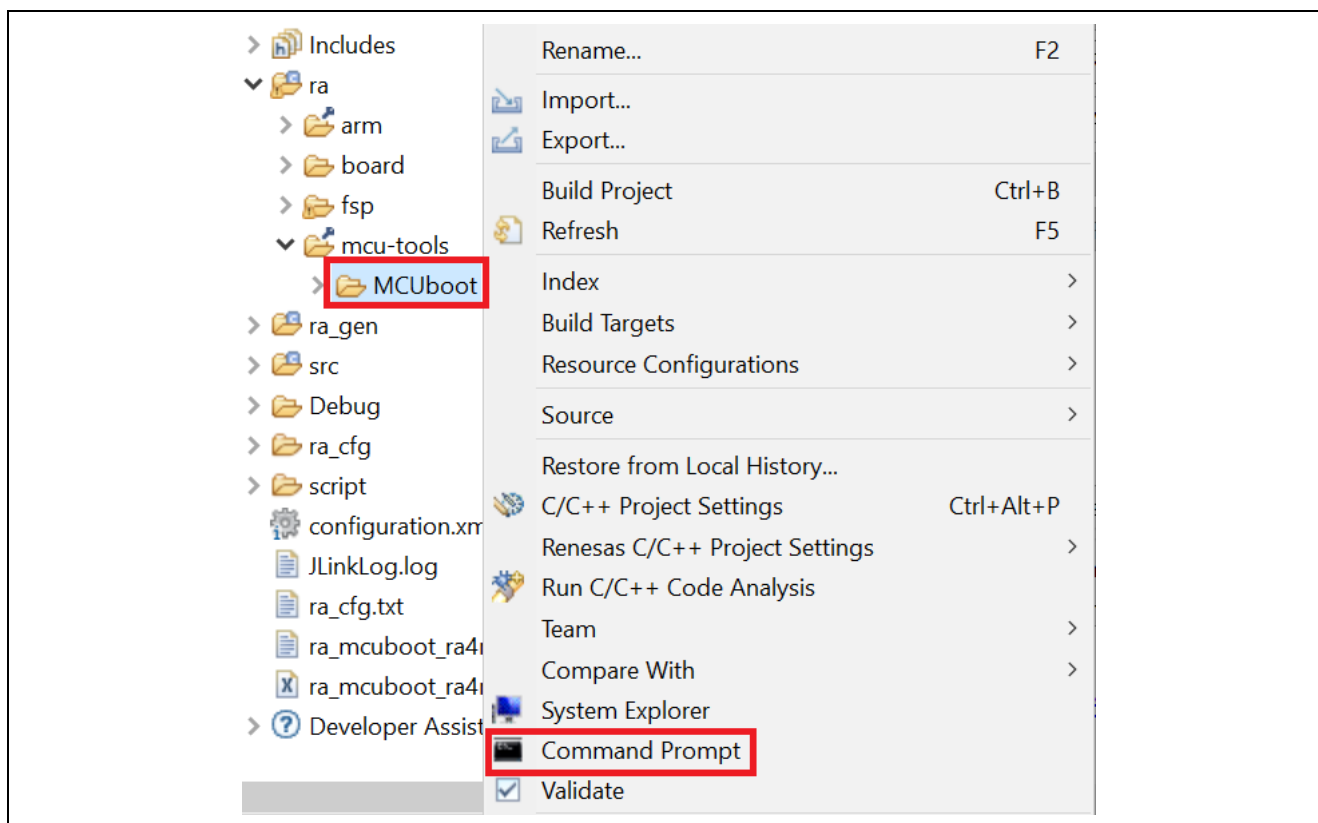 Includes
ra
arm
board
fsp
mcu-tools
MCUboot
ra_gen
src
Debug
ra_cfg
script
configuration.xm
JLinkLog.log
ra_cfg.txt
ra_mcuboot_ra4
ra_mcuboot_ra4
Developer Assist
Rename... F2
Import...
Export...
Build Project Ctrl+B
Refresh F5
Index
Build Targets
Resource Configurations
Source
Restore from Local History...
C/C++ Project Settings Ctrl+Alt+P
Renesas C/C++ Project Settings
Run C/C++ Code Analysis
Team
Compare With
System Explorer
Command Prompt
Validate